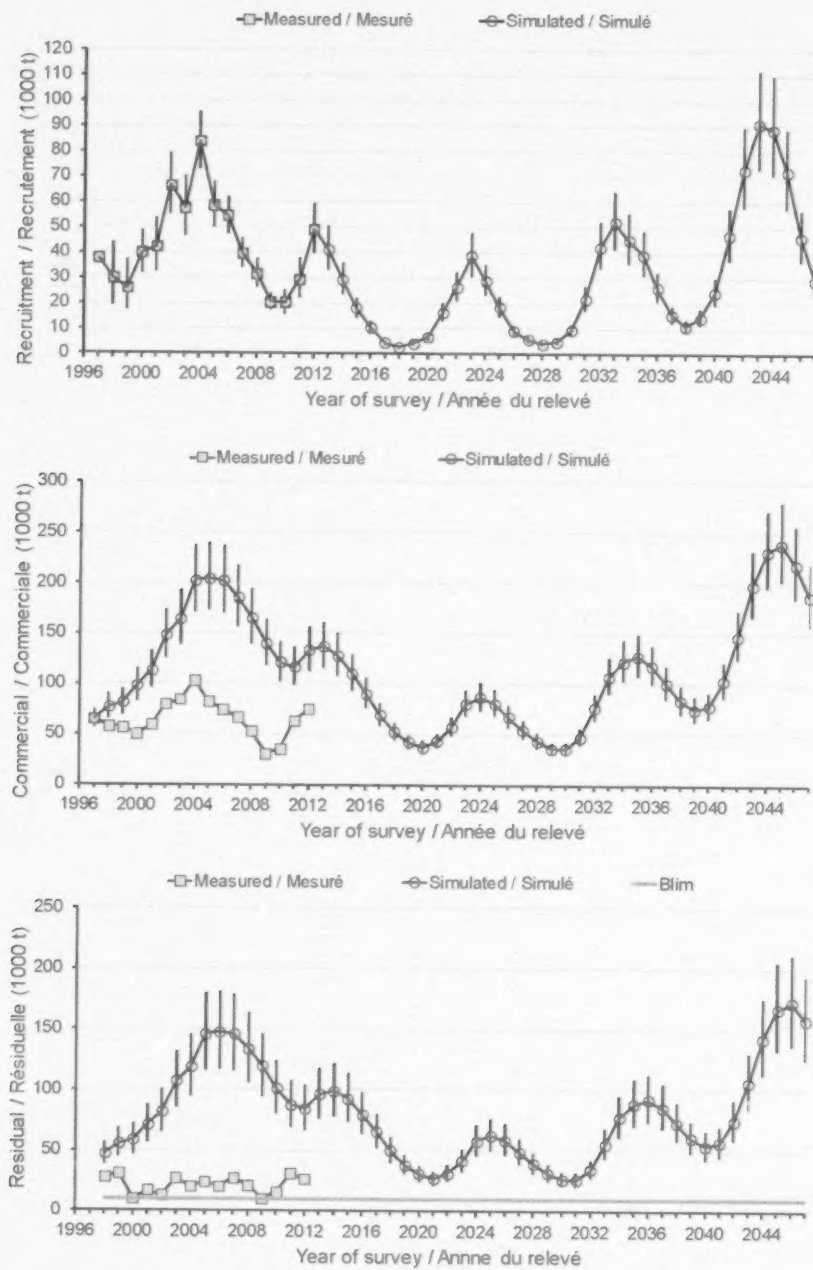 Measured / Mesuré Simulated / Simulé
Recruitment / Recrutement (1000 t)
120
110
100
90
80
70
60
50
40
30
20
10
0
1996 2000 2004 2008 2012 2016 2020 2024 2028 2032 2036 2040 2044
Year of survey / Année du relevé
Measured / Mesuré Simulated / Simulé
Commercial / Commerciale (1000 t)
300
250
200
150
100
50
0
1996 2000 2004 2008 2012 2016 2020 2024 2028 2032 2036 2040 2044
Year of survey / Année du relevé
Measured / Mesuré Simulated / Simulé Blim
Residual / Résiduelle (1000 t)
250
200
150
100
50
0
1996 2000 2004 2008 2012 2016 2020 2024 2028 2032 2036 2040 2044
Year of survey / Annne du relevé